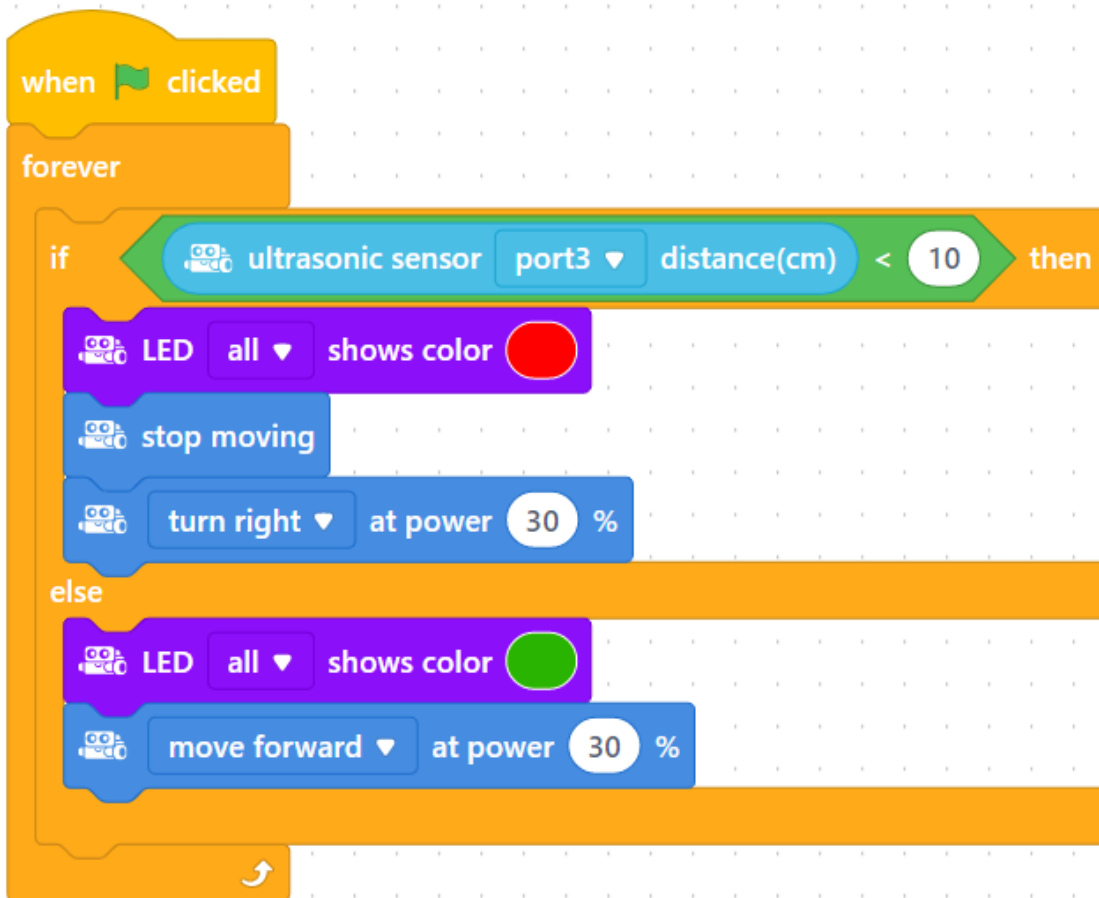 when clicked
forever
if ultrasonic sensor port3 distance(cm) < 10 then
LED all shows color
stop moving
turn right at power 30 %
else
LED all shows color
move forward at power 30 %